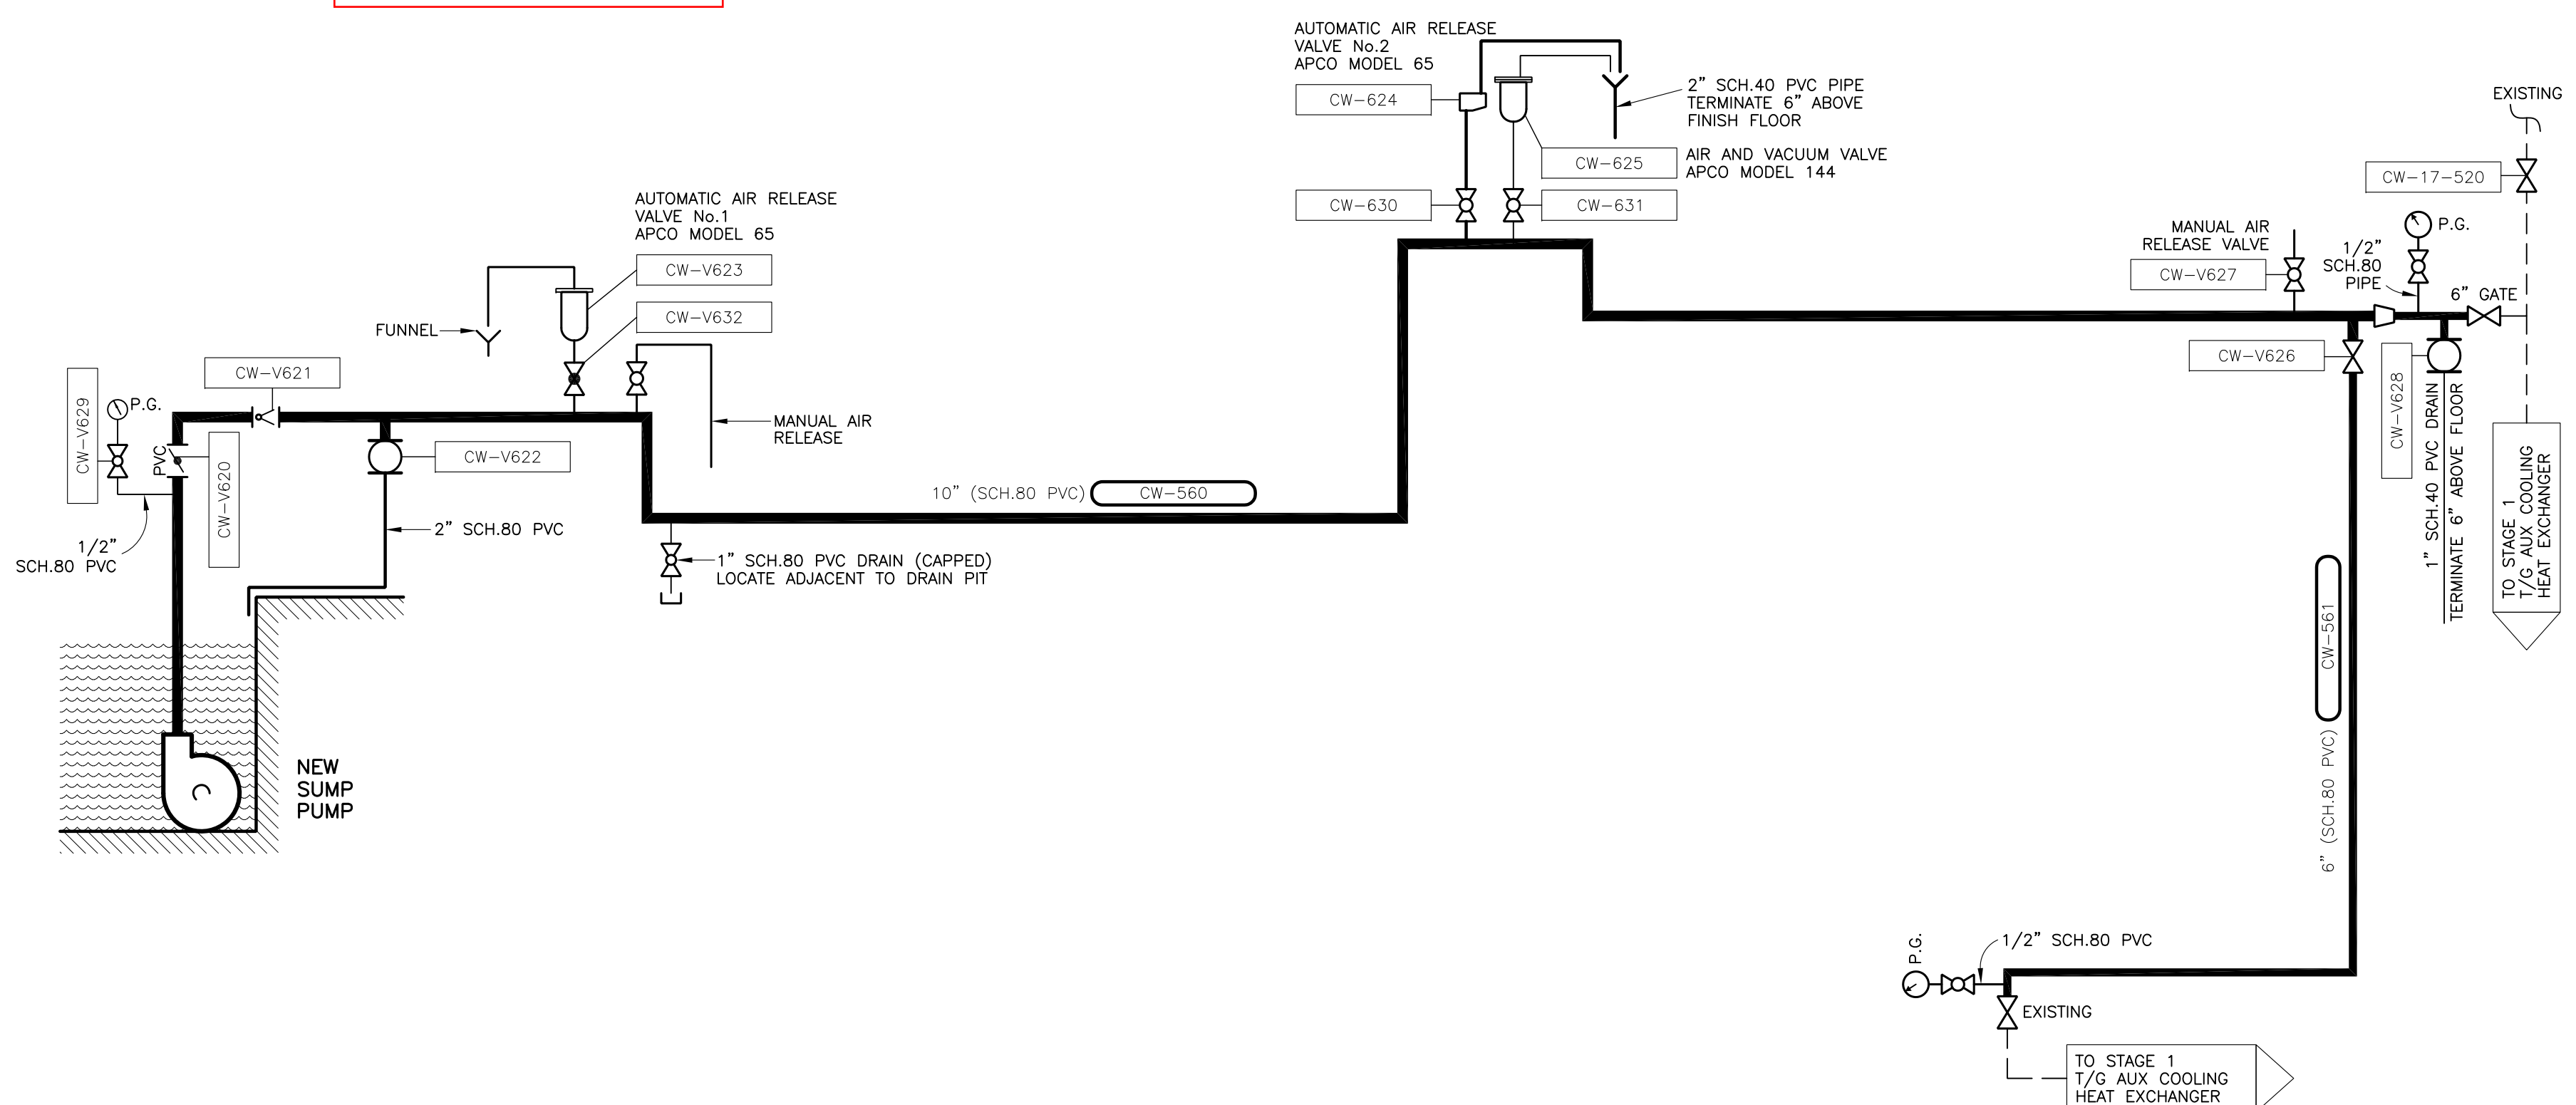 AUTOMATIC AIR RELEASE
VALVE No.2
APCO MODEL 65
CW-624
2" SCH.40 PVC PIPE
TERMINATE 6" ABOVE
FINISH FLOOR
CW-625
AIR AND VACUUM VALVE
APCO MODEL 144
CW-630
CW-631
EXISTING
CW-17-520
P.G.
MANUAL AIR
RELEASE VALVE
CW-V627
1/2"
SCH.80
PIPE
6" GATE
AUTOMATIC AIR RELEASE
VALVE No.1
APCO MODEL 65
CW-V623
CW-V632
FUNNEL
CW-V621
CW-V629
P.G.
PVC
CW-V620
CW-V622
MANUAL AIR
RELEASE
1/2"
SCH.80 PVC
2" SCH.80 PVC
10" (SCH.80 PVC)
CW-560
1" SCH.80 PVC DRAIN (CAPPED)
LOCATE ADJACENT TO DRAIN PIT
CW-V626
CW-V628
1" SCH.40 PVC DRAIN
TERMINATE 6" ABOVE FLOOR
TO STAGE 1
T/G AUX COOLING
HEAT EXCHANGER
CW-561
6" (SCH.80 PVC)
NEW
SUMP
PUMP
P.G.
1/2" SCH.80 PVC
EXISTING
TO STAGE 1
T/G AUX COOLING
HEAT EXCHANGER